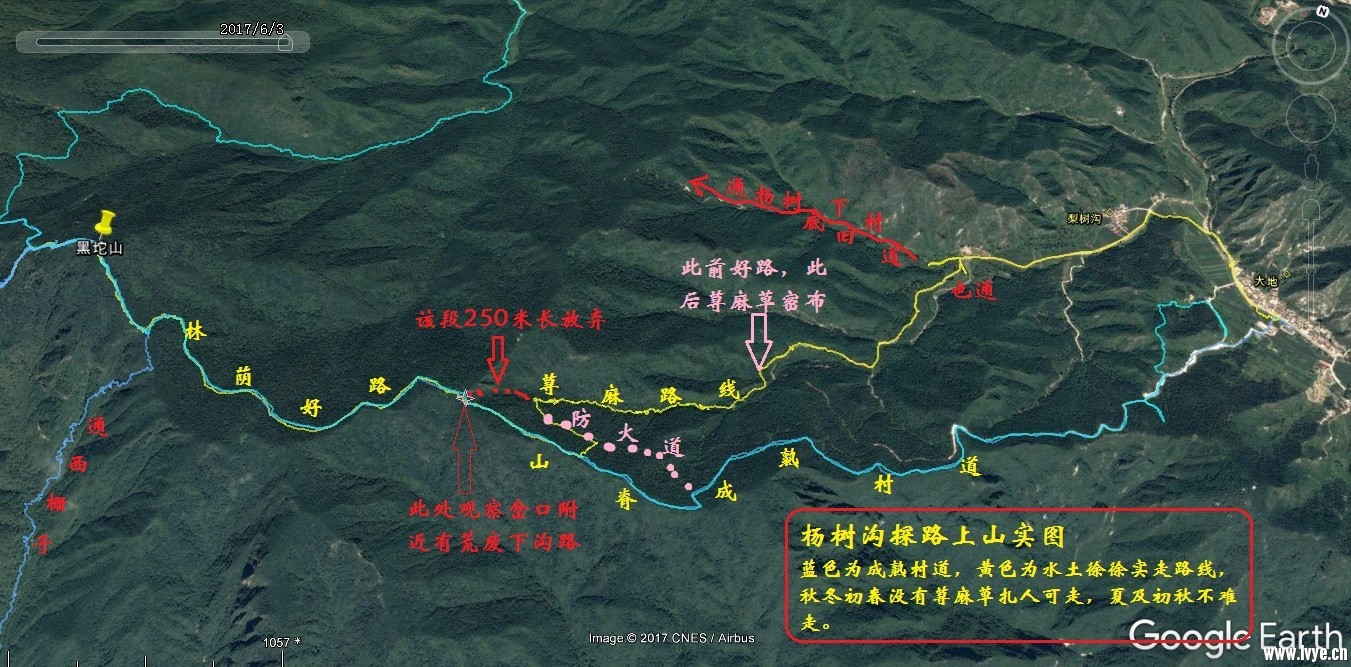 2017/6/3
N
通杨树底下旧村道
梨树沟
黑坨山
此前好路，此
后荨麻草密布
也通
大地
该段250米长放弃
林荫好路
荨麻路线
防火道
通西栅子
山脊成熟村道
此处观察岔口附
近有荒废下沟路
杨树沟探路上山实图
蓝色为成熟村道，黄色为水土徐徐实走路线，
秋冬初春没有荨麻草扎人可走，夏及初秋不难
走。
1057 *
Image © 2017 CNES / Airbus
Google Earth
www.lvye.cn